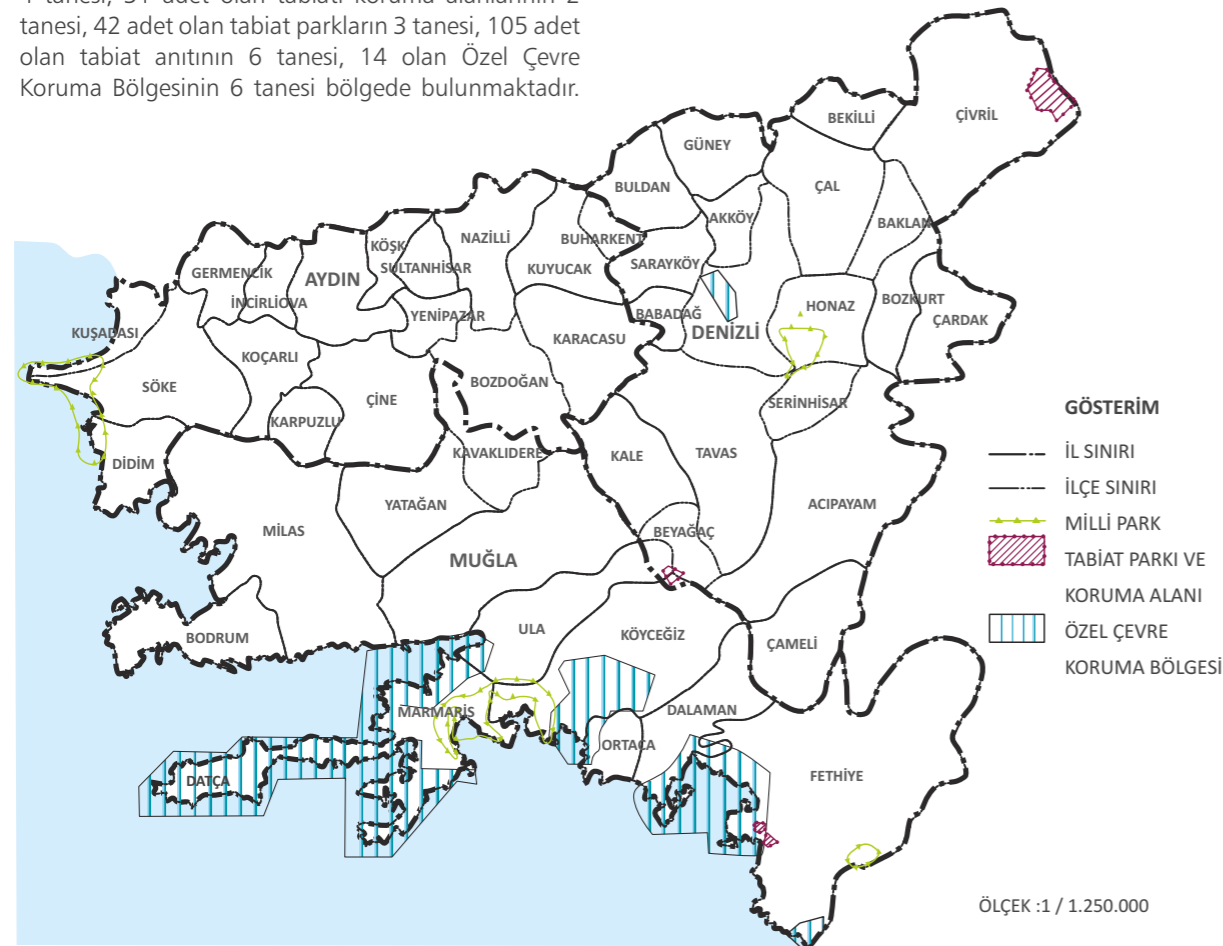 tanesi, 42 adet olan tabiat parkların 3 tanesi, 105 adet
olan tabiat anıtının 6 tanesi, 14 olan Özel Çevre
Koruma Bölgesinin 6 tanesi bölgede bulunmaktadır.
BEKİLLİ
ÇİVRİL
GÜNEY
BULDAN
ÇAL
AKKÖY
BAKLAN
KÖŞK
NAZİLLİ
BUHARKENT
GERMENCİK
AYDIN
SULTANHİSAR
KUYUCAK
SARAYKÖY
İNCİRLİOVA
HONAZ
BOZKURT
YENİPAZAR
BABADAĞ
ÇARDAK
KUŞADASI
DENİZLİ
KARACASU
KOÇARLI
SÖKE
BOZDOĞAN
ÇİNE
SERİNHİSAR
KARPUZLU
KAVAKLIDERE
KALE
TAVAS
DİDİM
YATAĞAN
ACIPAYAM
MİLAS
BEYAĞAÇ
MUĞLA
ULA
BODRUM
KÖYCEĞİZ
ÇAMELİ
MARMARİS
DALAMAN
ORTACA
DATÇA
FETHİYE
GÖSTERİM
İL SINIRI
İLÇE SINIRI
MİLLİ PARK
TABİAT PARKI VE
KORUMA ALANI
ÖZEL ÇEVRE
KORUMA BÖLGESİ
ÖLÇEK :1 / 1.250.000